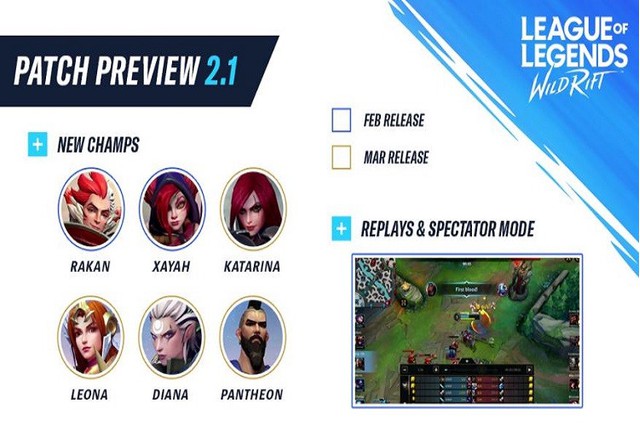 PATCH PREVIEW 2.1
LEAGUE OF
LEGENDS
WILD RIFT
NEW CHAMPS
RAKAN XAYAH KATARINA
LEONA DIANA PANTHEON
FEB RELEASE
MAR RELEASE
REPLAYS & SPECTATOR MODE
First blood!